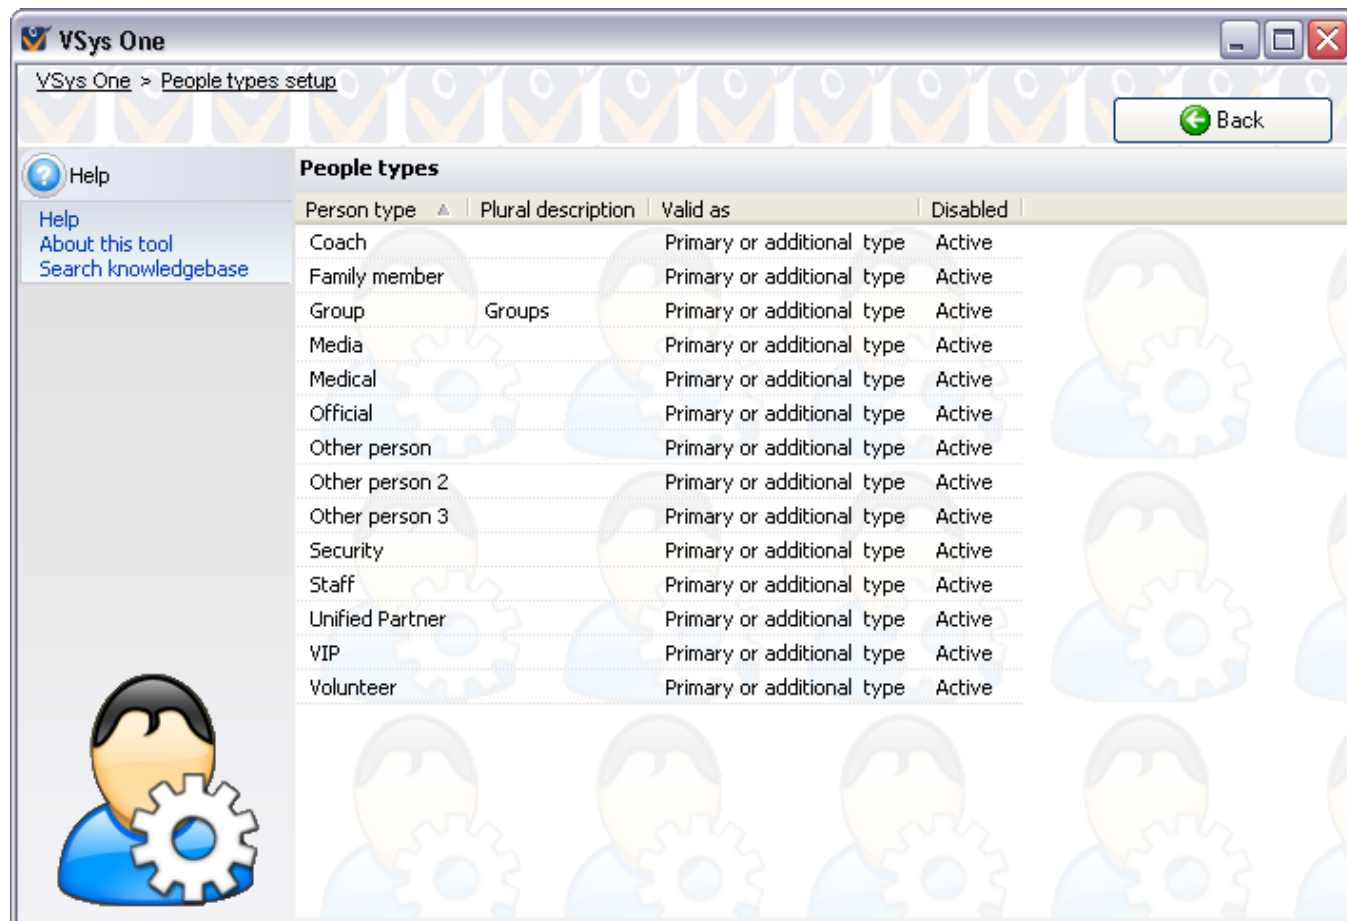 VSys One
VSys One > People types setup
Back
Help
Help
About this tool
Search knowledgebase
People types
Person type Plural description Valid as Disabled
Coach Primary or additional type Active
Family member Primary or additional type Active
Group Groups Primary or additional type Active
Media Primary or additional type Active
Medical Primary or additional type Active
Official Primary or additional type Active
Other person Primary or additional type Active
Other person 2 Primary or additional type Active
Other person 3 Primary or additional type Active
Security Primary or additional type Active
Staff Primary or additional type Active
Unified Partner Primary or additional type Active
VIP Primary or additional type Active
Volunteer Primary or additional type Active